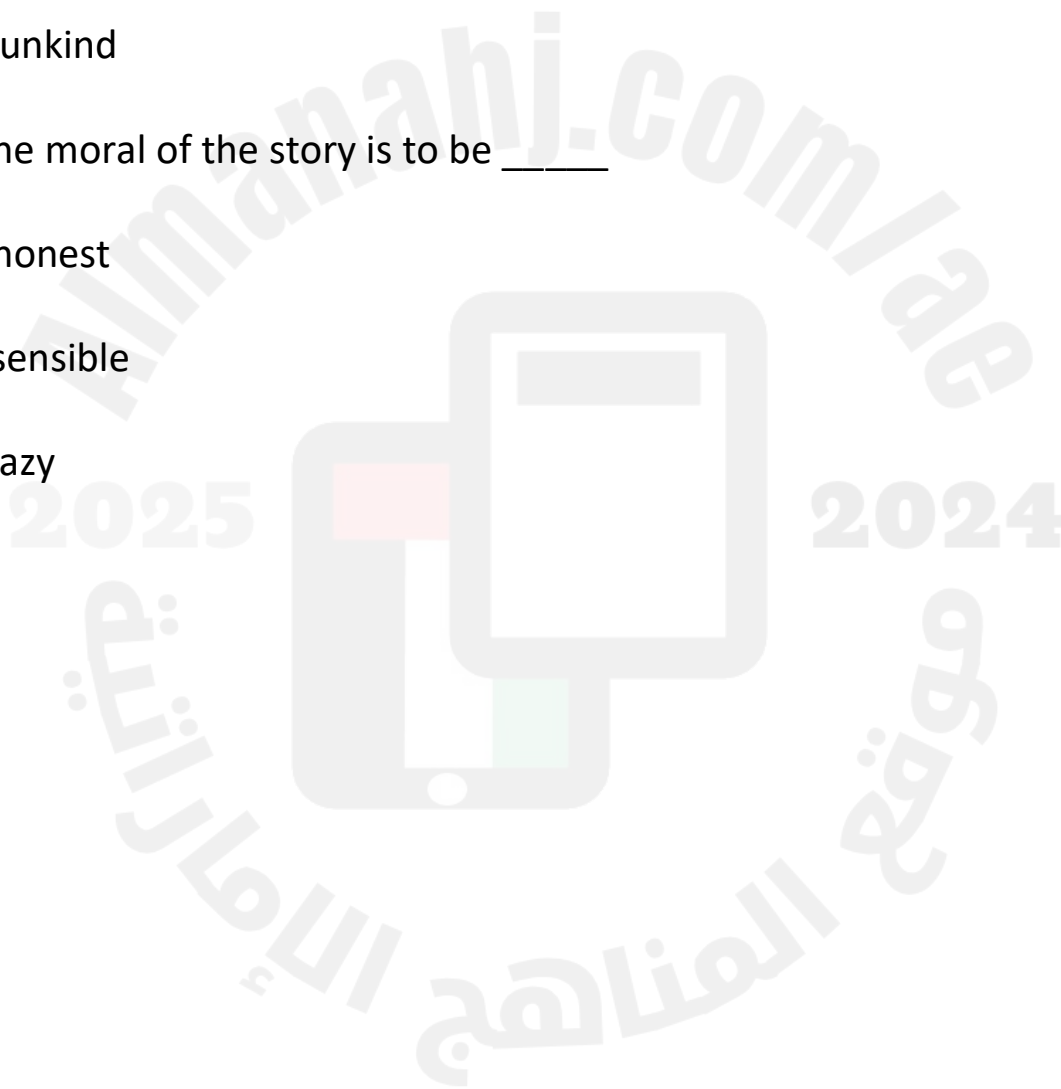 unkind
he moral of the story is to be _____
honest
sensible
azy
Almanahj.com/ae
2025
2024
موقع المناهج الإماراتية